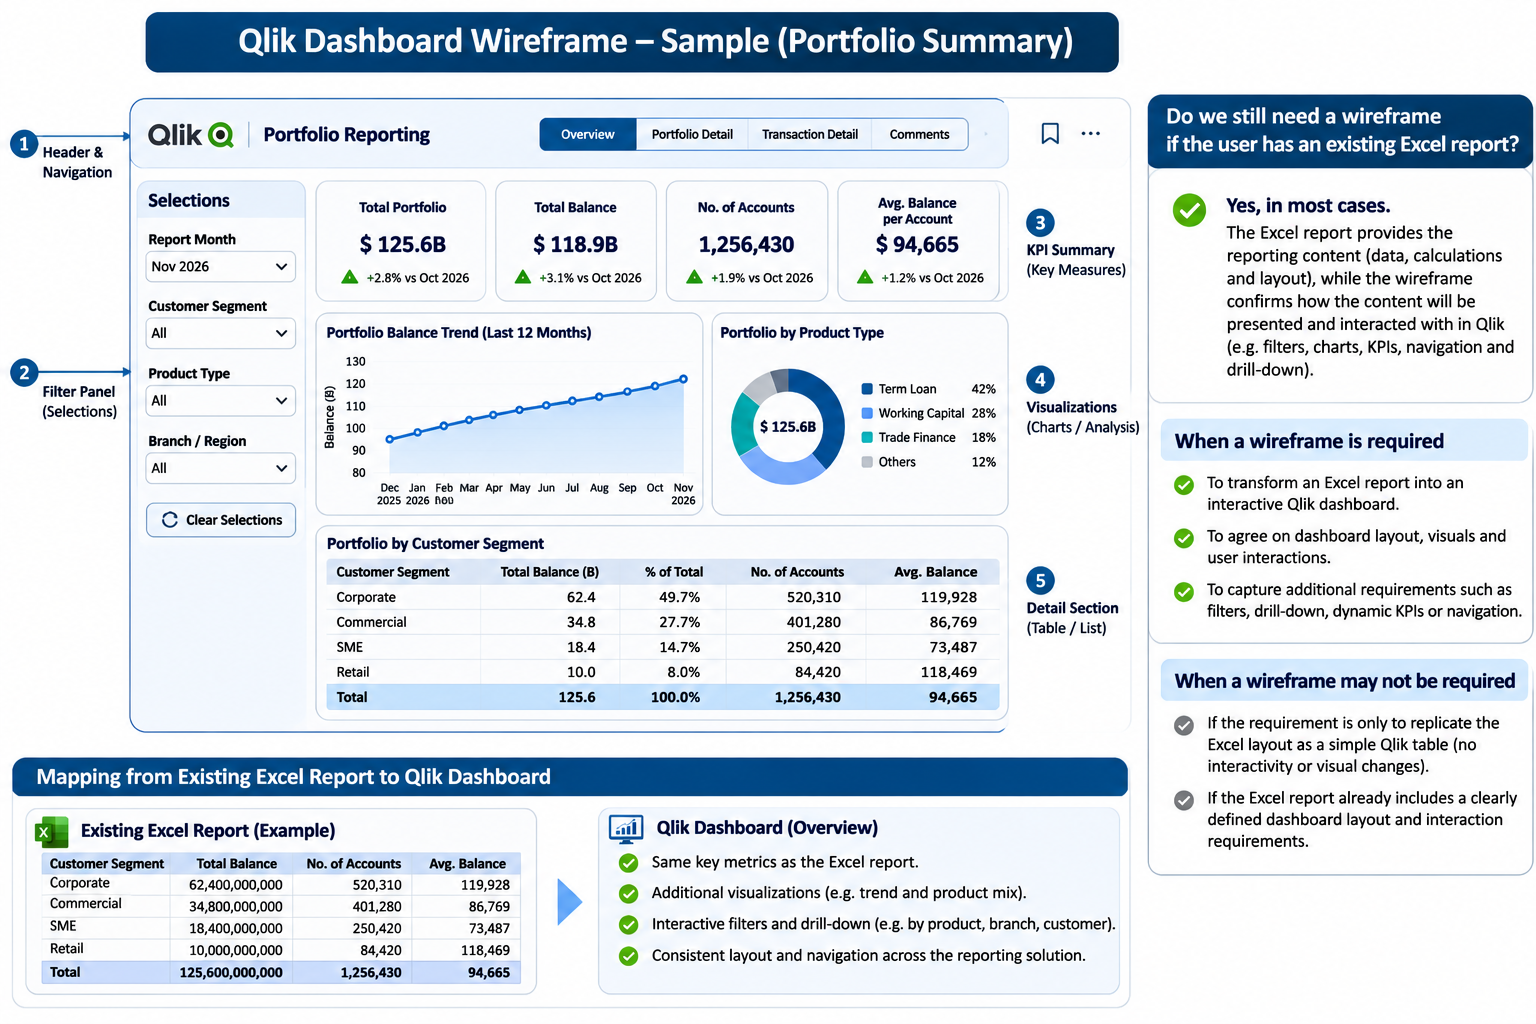 Qlik Dashboard Wireframe – Sample (Portfolio Summary)
1
Header &
Navigation
Qlik
Portfolio Reporting
Overview
Portfolio Detail
Transaction Detail
Comments
2
Filter Panel
(Selections)
Selections
Report Month
Nov 2026
Customer Segment
All
Product Type
All
Branch / Region
All
Clear Selections
Total Portfolio
$ 125.6B
+2.8% vs Oct 2026
Total Balance
$ 118.9B
+3.1% vs Oct 2026
No. of Accounts
1,256,430
+1.9% vs Oct 2026
Avg. Balance
per Account
$ 94,665
+1.2% vs Oct 2026
3
KPI Summary
(Key Measures)
Portfolio Balance Trend (Last 12 Months)
Balance (B)
130
120
110
100
90
80
Dec Jan Feb Mar Apr May Jun Jul Aug Sep Oct Nov
2025 2026 2026
Portfolio by Product Type
$ 125.6B
Term Loan 42%
Working Capital 28%
Trade Finance 18%
Others 12%
4
Visualizations
(Charts / Analysis)
Portfolio by Customer Segment
Customer Segment Total Balance (B) % of Total No. of Accounts Avg. Balance
Corporate 62.4 49.7% 520,310 119,928
Commercial 34.8 27.7% 401,280 86,769
SME 18.4 14.7% 250,420 73,487
Retail 10.0 8.0% 84,420 118,469
Total 125.6 100.0% 1,256,430 94,665
5
Detail Section
(Table / List)
Do we still need a wireframe
if the user has an existing Excel report?
Yes, in most cases.
The Excel report provides the
reporting content (data, calculations
and layout), while the wireframe
confirms how the content will be
presented and interacted with in Qlik
(e.g. filters, charts, KPIs, navigation and
drill-down).
When a wireframe is required
To transform an Excel report into an
interactive Qlik dashboard.
To agree on dashboard layout, visuals and
user interactions.
To capture additional requirements such as
filters, drill-down, dynamic KPIs or navigation.
When a wireframe may not be required
If the requirement is only to replicate the
Excel layout as a simple Qlik table (no
interactivity or visual changes).
If the Excel report already includes a clearly
defined dashboard layout and interaction
requirements.
Mapping from Existing Excel Report to Qlik Dashboard
X
Existing Excel Report (Example)
Customer Segment Total Balance No. of Accounts Avg. Balance
Corporate 62,400,000,000 520,310 119,928
Commercial 34,800,000,000 401,280 86,769
SME 18,400,000,000 250,420 73,487
Retail 10,000,000,000 84,420 118,469
Total 125,600,000,000 1,256,430 94,665
Qlik Dashboard (Overview)
Same key metrics as the Excel report.
Additional visualizations (e.g. trend and product mix).
Interactive filters and drill-down (e.g. by product, branch, customer).
Consistent layout and navigation across the reporting solution.